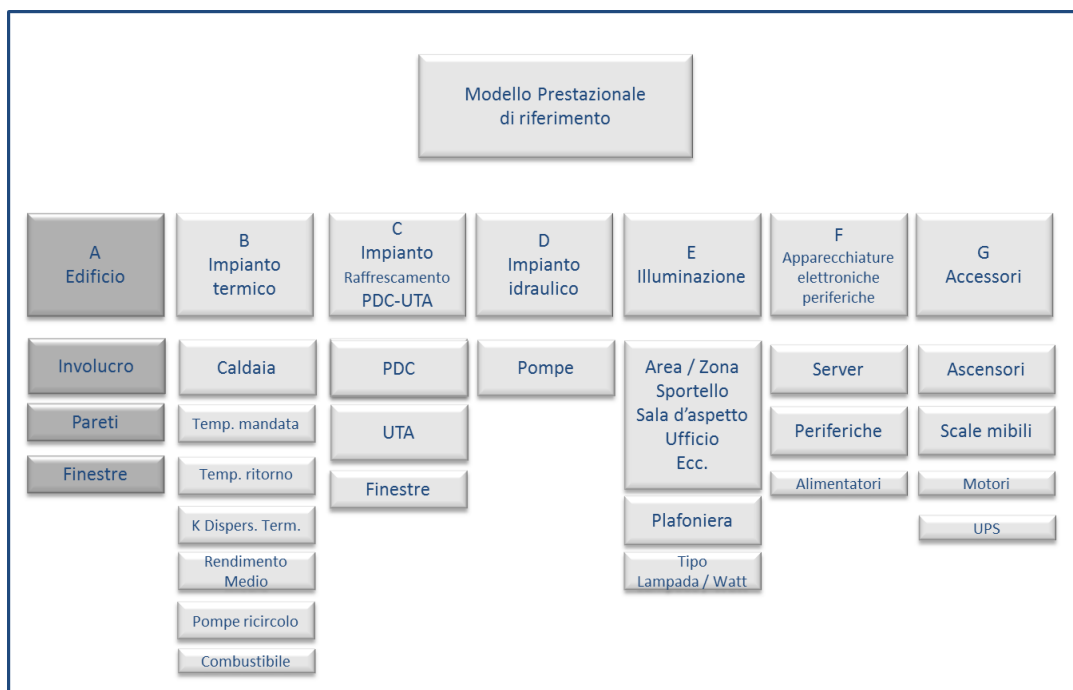 Modello Prestazionale
di riferimento
A
Edificio
B
Impianto
termico
C
Impianto
Raffrescamento
PDC-UTA
D
Impianto
idraulico
E
Illuminazione
F
Apparecchiature
elettroniche
periferiche
G
Accessori
Involucro
Pareti
Finestre
Caldaia
Temp. mandata
Temp. ritorno
K Dispers. Term.
Rendimento
Medio
Pompe ricircolo
Combustibile
PDC
UTA
Finestre
Pompe
Area / Zona
Sportello
Sala d'aspetto
Ufficio
Ecc.
Plafoniera
Tipo
Lampada / Watt
Server
Periferiche
Alimentatori
Ascensori
Scale mibili
Motori
UPS